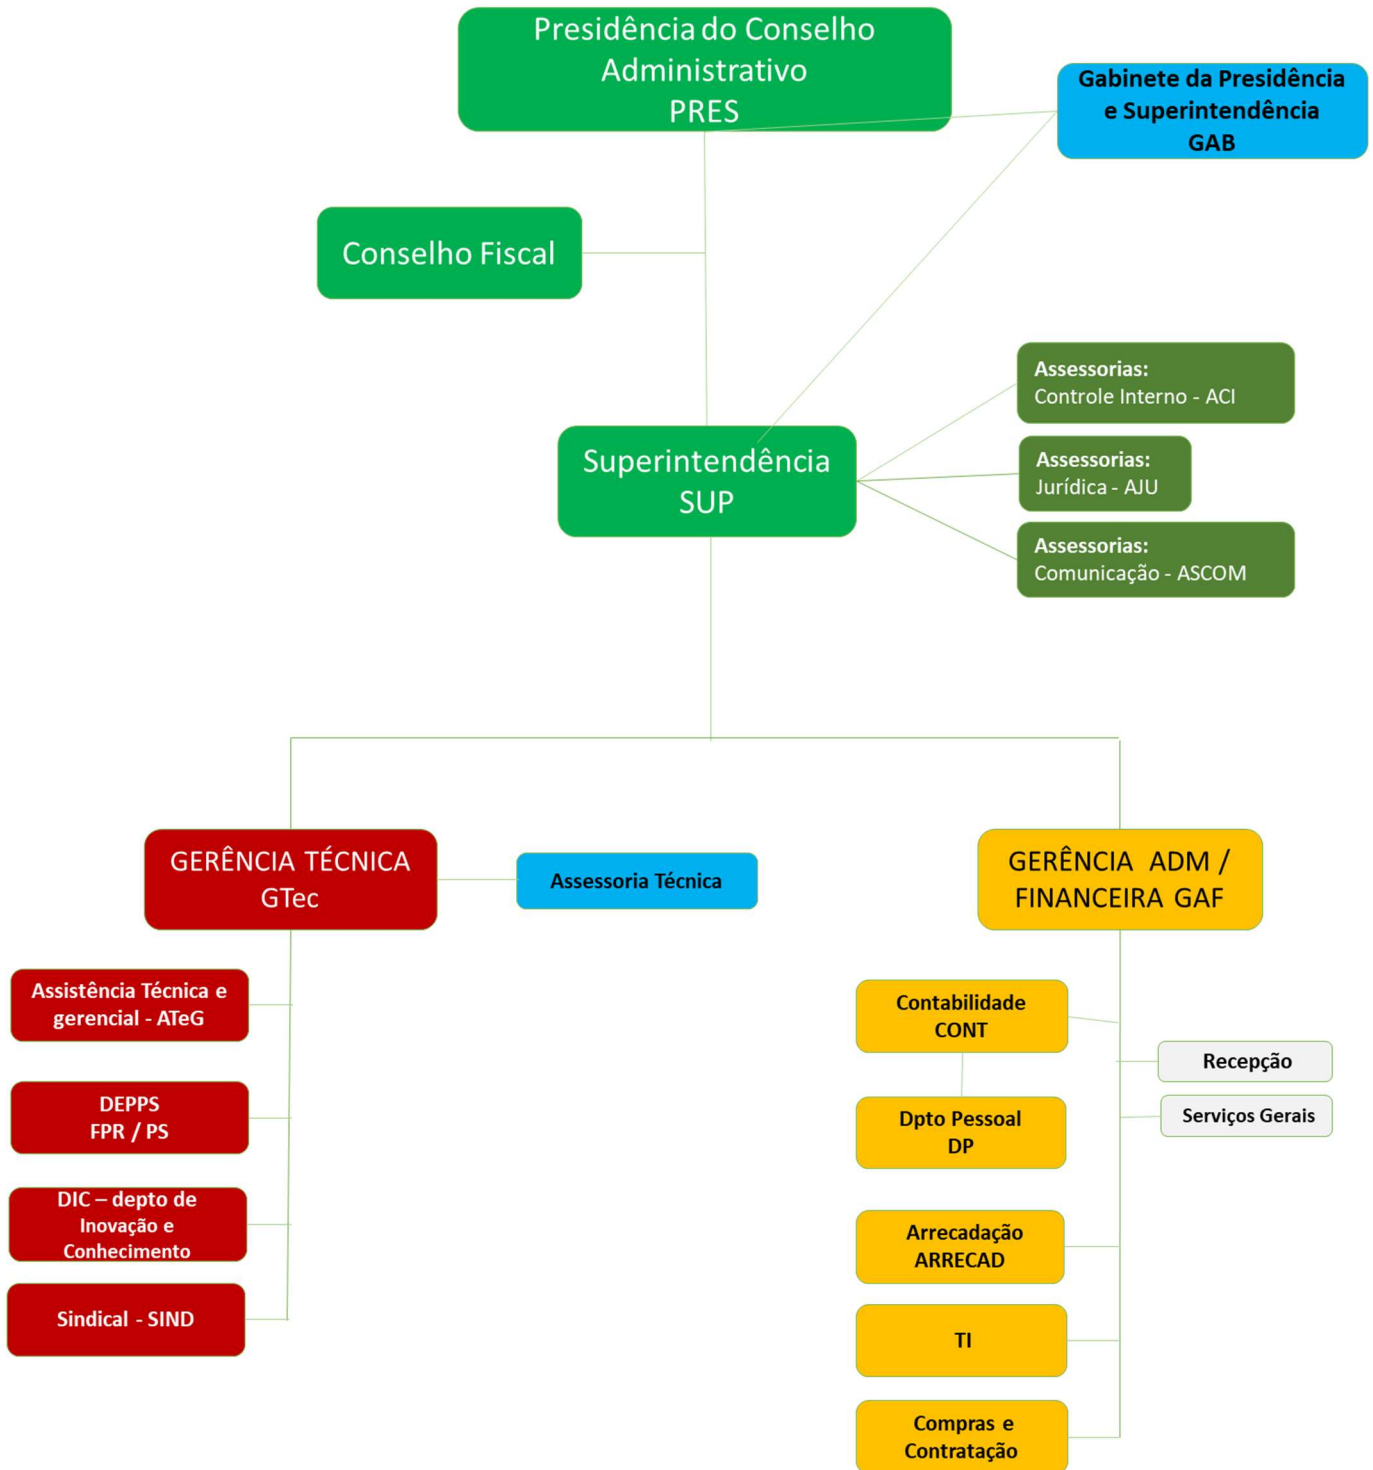 Presidência do Conselho
Administrativo
PRES
Gabinete da Presidência
e Superintendência
GAB
Conselho Fiscal
Assessorias:
Controle Interno - ACI
Superintendência
SUP
Assessorias:
Jurídica - AJU
Assessorias:
Comunicação - ASCOM
GERÊNCIA TÉCNICA
GTec
Assessoria Técnica
GERÊNCIA ADM /
FINANCEIRA GAF
Assistência Técnica e
gerencial - ATeG
DEPPS
FPR / PS
DIC – depto de
Inovação e
Conhecimento
Sindical - SIND
Contabilidade
CONT
Recepção
Dpto Pessoal
DP
Serviços Gerais
Arrecadação
ARRECAD
TI
Compras e
Contratação